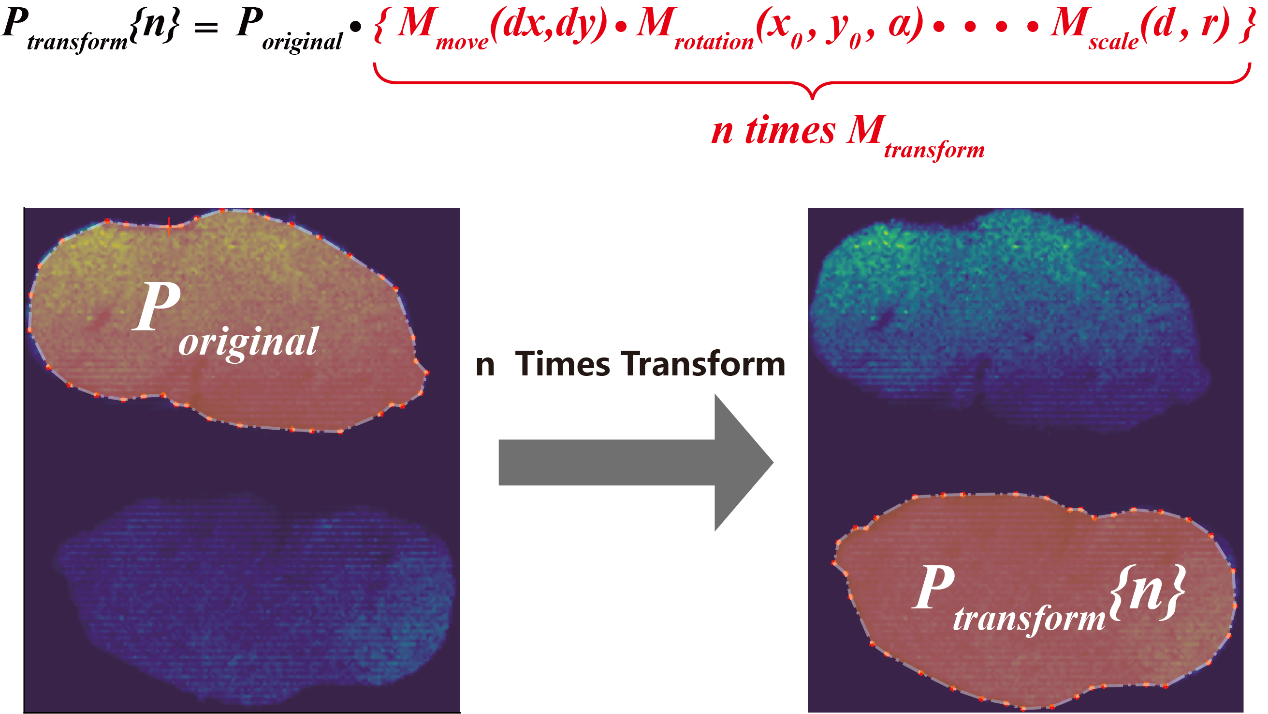 P_transform{n} = P_original • { M_move(dx,dy) • M_rotation(x_0, y_0, α) • • • • M_scale(d, r) }
n times M_transform
P_original
n Times Transform
P_transform{n}